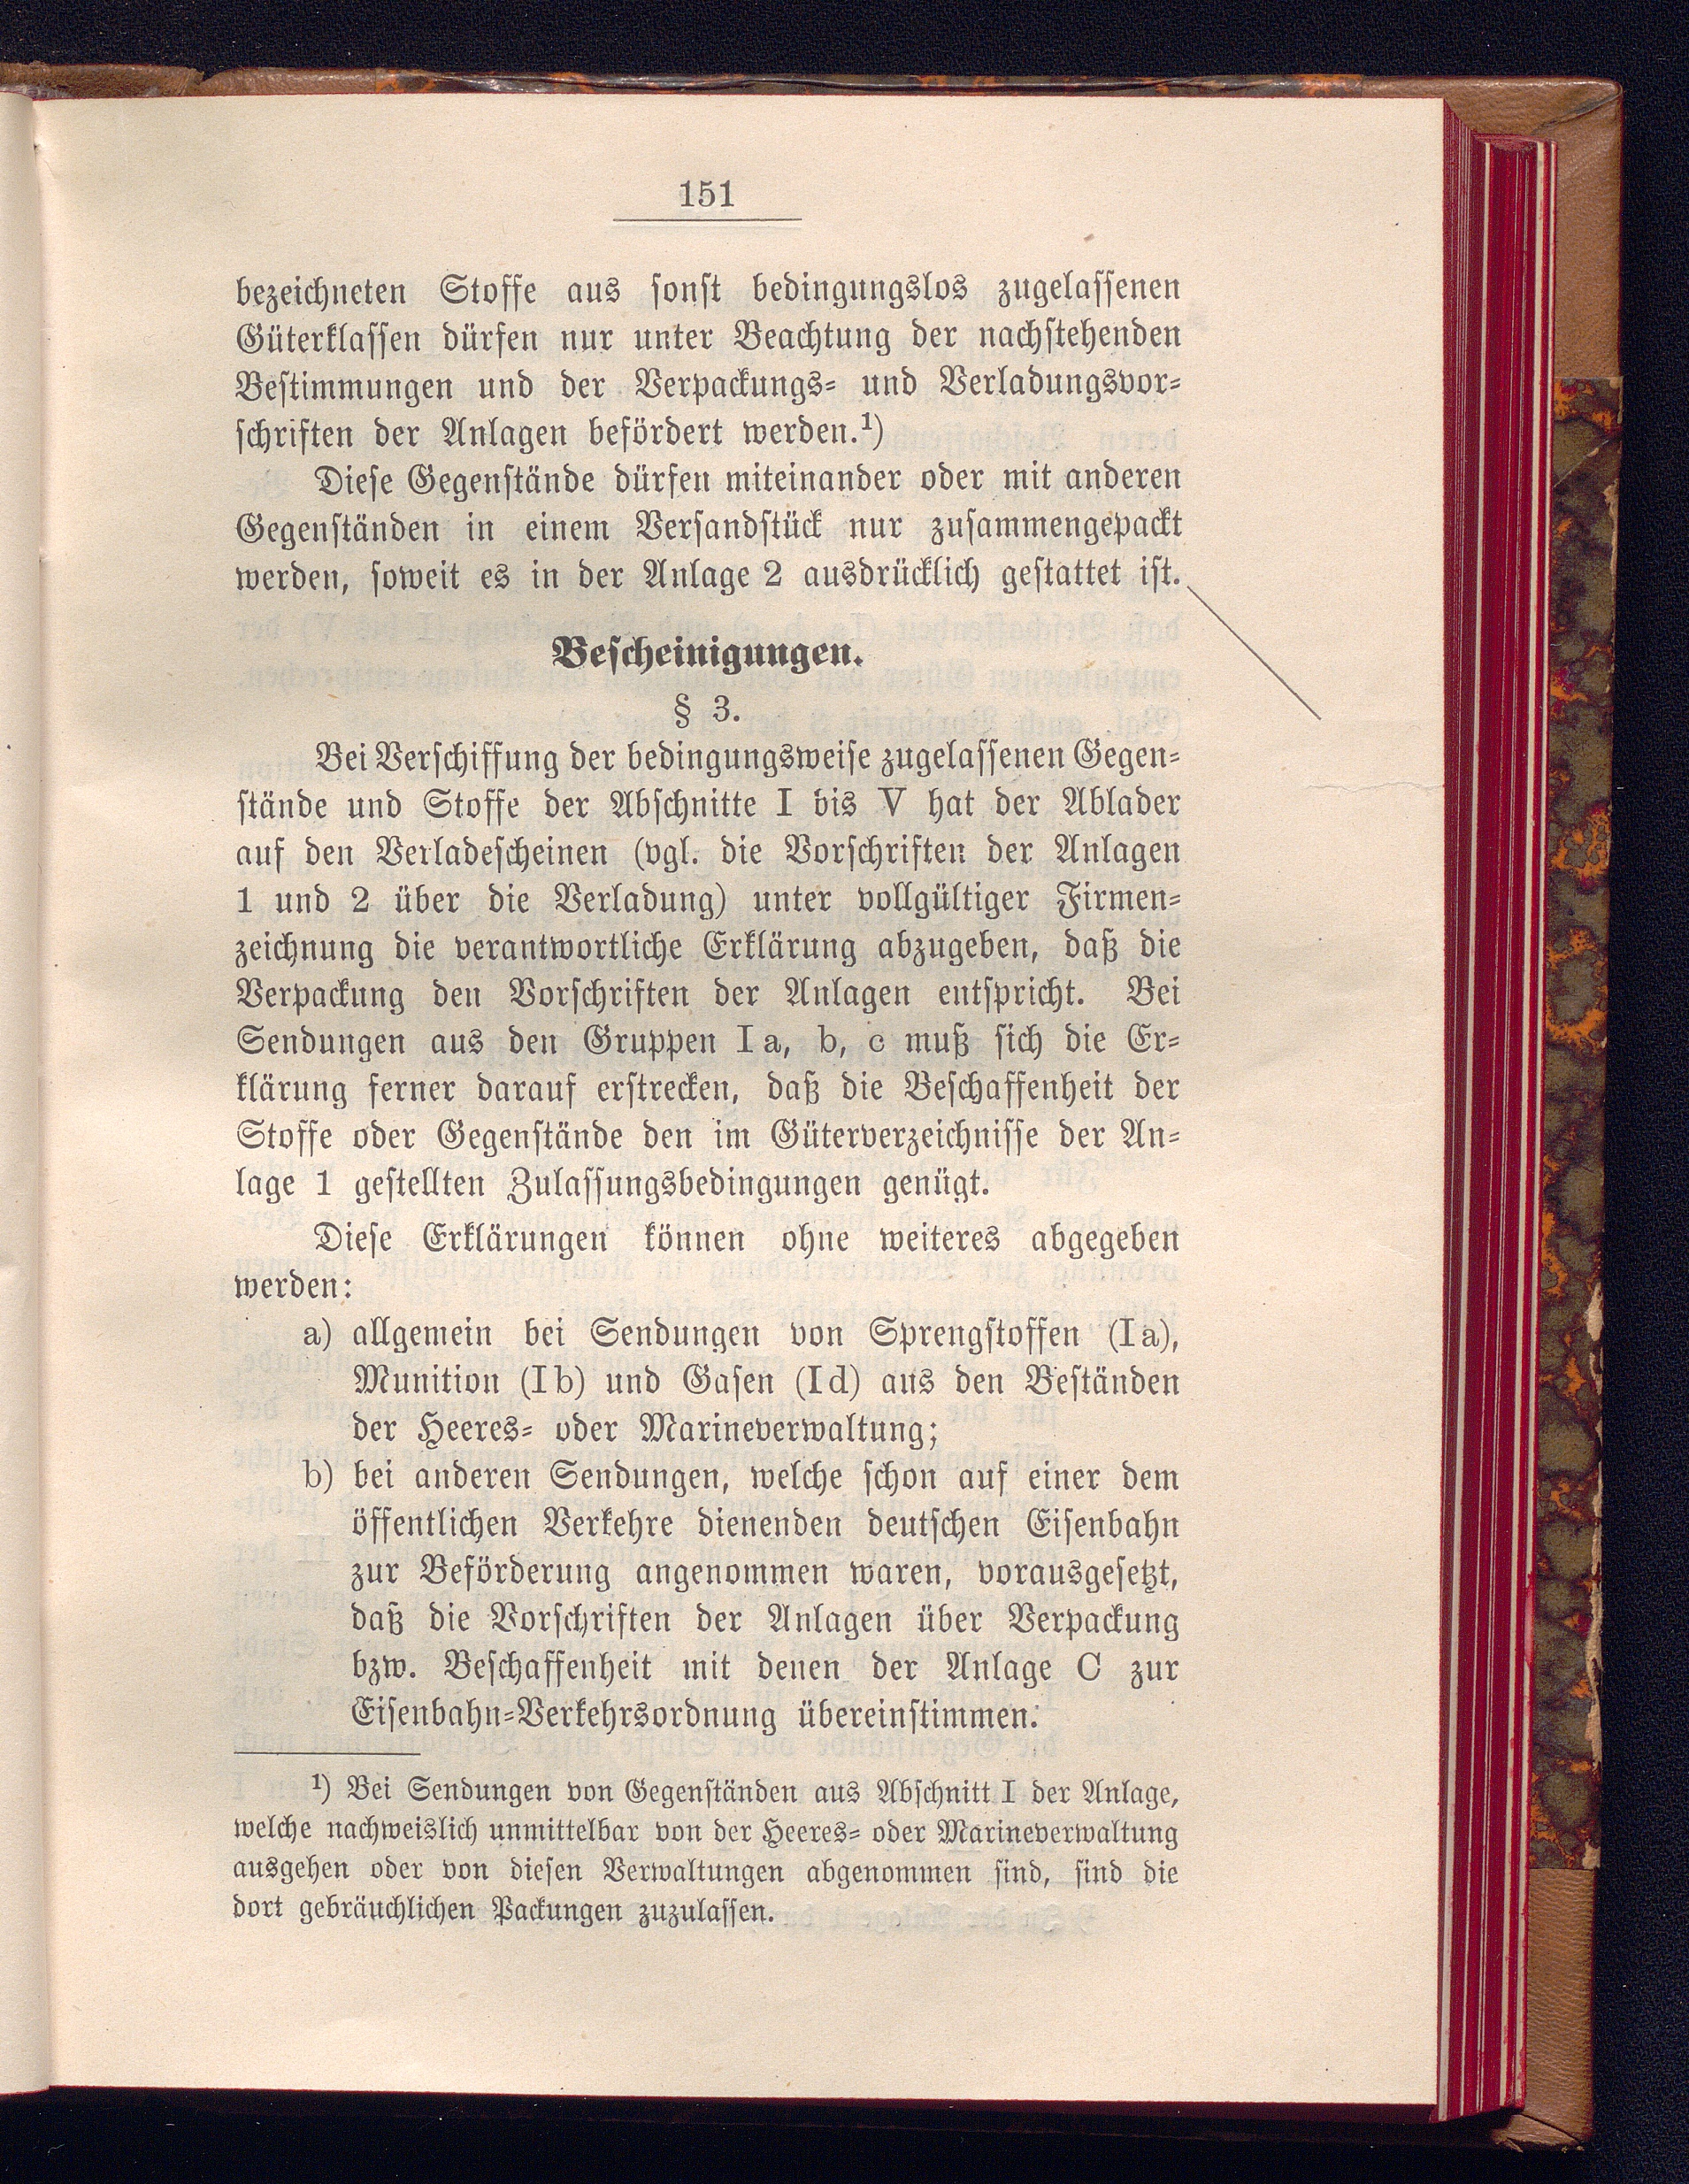 151
bezeichneten Stoffe aus sonst bedingungslos zugelassenen
Güterklassen dürfen nur unter Beachtung der nachstehenden
Bestimmungen und der Verpackungs- und Verladungsvor-
schriften der Anlagen befördert werden.¹)
Diese Gegenstände dürfen miteinander oder mit anderen
Gegenständen in einem Versandstück nur zusammengepackt
werden, soweit es in der Anlage 2 ausdrücklich gestattet ist.
Bescheinigungen.
§ 3.
Bei Verschiffung der bedingungsweise zugelassenen Gegen-
stände und Stoffe der Abschnitte I bis V hat der Ablader
auf den Verladescheinen (vgl. die Vorschriften der Anlagen
1 und 2 über die Verladung) unter vollgültiger Firmen-
zeichnung die verantwortliche Erklärung abzugeben, daß die
Verpackung den Vorschriften der Anlagen entspricht. Bei
Sendungen aus den Gruppen Ia, b, c muß sich die Er-
klärung ferner darauf erstrecken, daß die Beschaffenheit der
Stoffe oder Gegenstände den im Güterverzeichnisse der An-
lage 1 gestellten Zulassungsbedingungen genügt.
Diese Erklärungen können ohne weiteres abgegeben
werden:
a) allgemein bei Sendungen von Sprengstoffen (Ia),
Munition (Ib) und Gasen (Id) aus den Beständen
der Heeres- oder Marineverwaltung;
b) bei anderen Sendungen, welche schon auf einer dem
öffentlichen Verkehre dienenden deutschen Eisenbahn
zur Beförderung angenommen waren, vorausgesetzt,
daß die Vorschriften der Anlagen über Verpackung
bzw. Beschaffenheit mit denen der Anlage C zur
Eisenbahn-Verkehrsordnung übereinstimmen.
¹) Bei Sendungen von Gegenständen aus Abschnitt I der Anlage,
welche nachweislich unmittelbar von der Heeres- oder Marineverwaltung
ausgehen oder von diesen Verwaltungen abgenommen sind, sind die
dort gebräuchlichen Packungen zuzulassen.